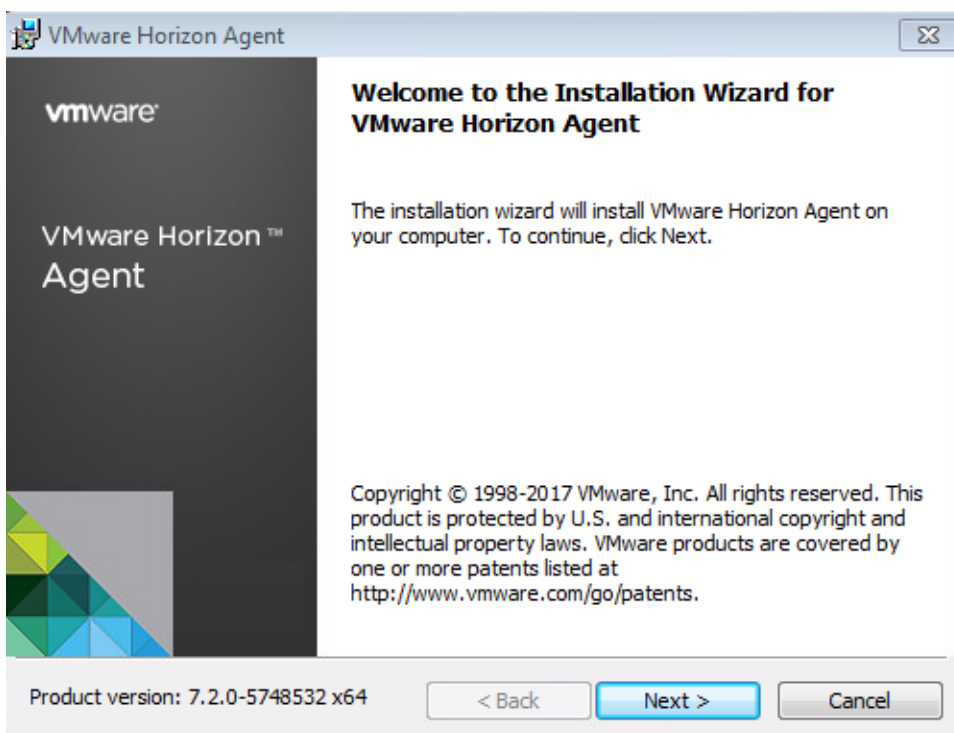 VMware Horizon Agent
vmware
Welcome to the Installation Wizard for
VMware Horizon Agent
VMware Horizon ™
Agent
The installation wizard will install VMware Horizon Agent on
your computer. To continue, click Next.
Copyright © 1998-2017 VMware, Inc. All rights reserved. This
product is protected by U.S. and international copyright and
intellectual property laws. VMware products are covered by
one or more patents listed at
http://www.vmware.com/go/patents.
Product version: 7.2.0-5748532 x64
< Back
Next >
Cancel